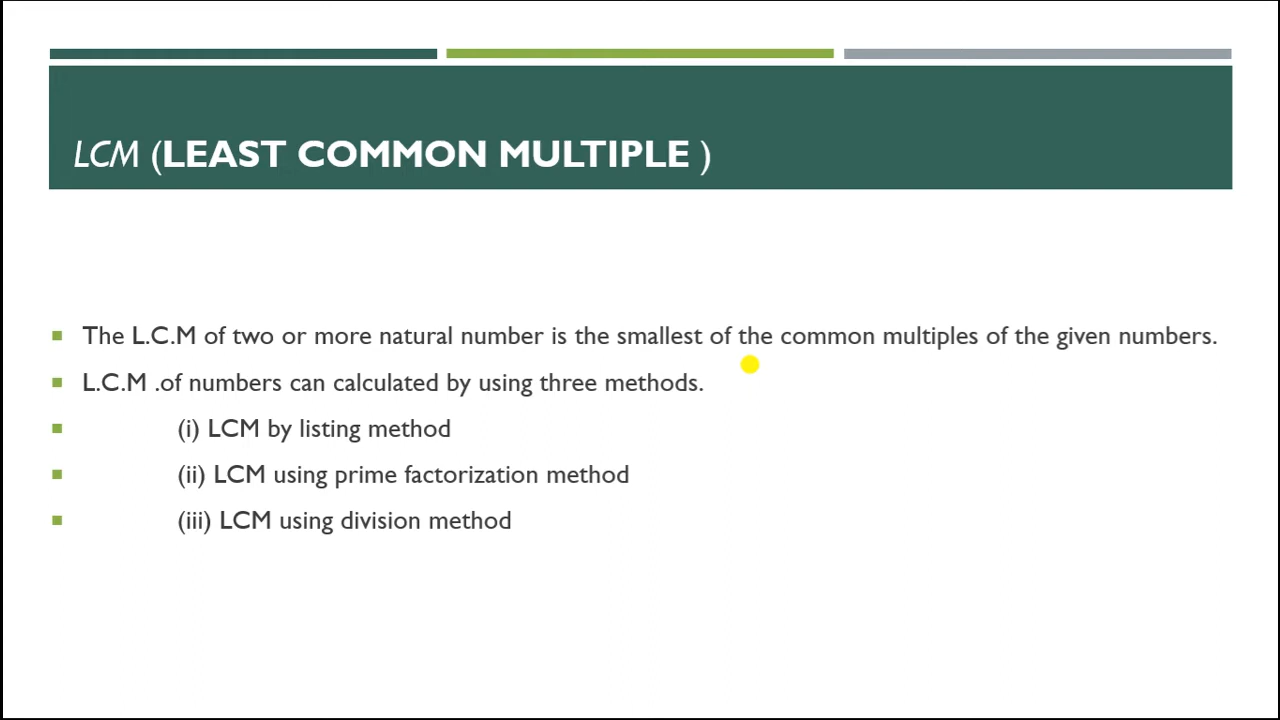 LCM (LEAST COMMON MULTIPLE )
The L.C.M of two or more natural number is the smallest of the common multiples of the given numbers.
L.C.M .of numbers can calculated by using three methods.
(i) LCM by listing method
(ii) LCM using prime factorization method
(iii) LCM using division method